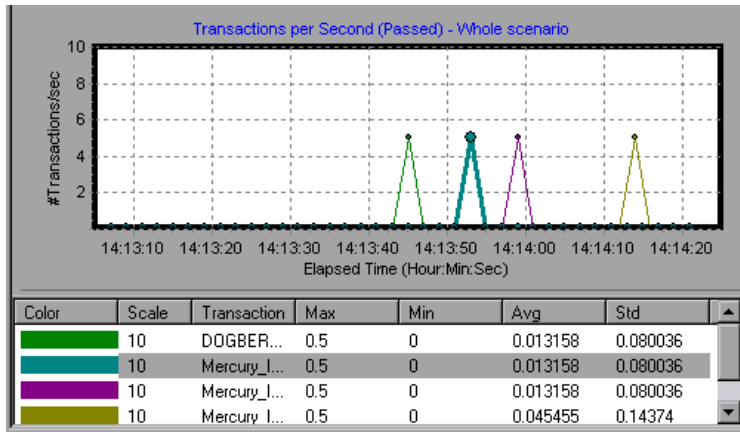 Transactions per Second (Passed) - Whole scenario
10
8
6
4
2
#Transactions/sec
14:13:10 14:13:20 14:13:30 14:13:40 14:13:50 14:14:00 14:14:10 14:14:20
Elapsed Time (Hour:Min:Sec)
Color Scale Transaction Max Min Avg Std
10 DOGBER... 0.5 0 0.013158 0.080036
10 Mercury_I... 0.5 0 0.013158 0.080036
10 Mercury_I... 0.5 0 0.013158 0.080036
10 Mercury_I... 0.5 0 0.045455 0.14374